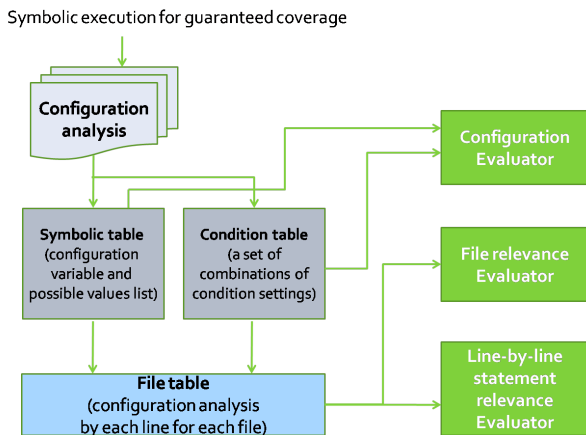 Symbolic execution for guaranteed coverage
Configuration
analysis
Configuration
Evaluator
Symbolic table
(configuration
variable and
possible values list)
Condition table
(a set of
combinations of
condition settings)
File relevance
Evaluator
File table
(configuration analysis
by each line for each file)
Line-by-line
statement
relevance
Evaluator